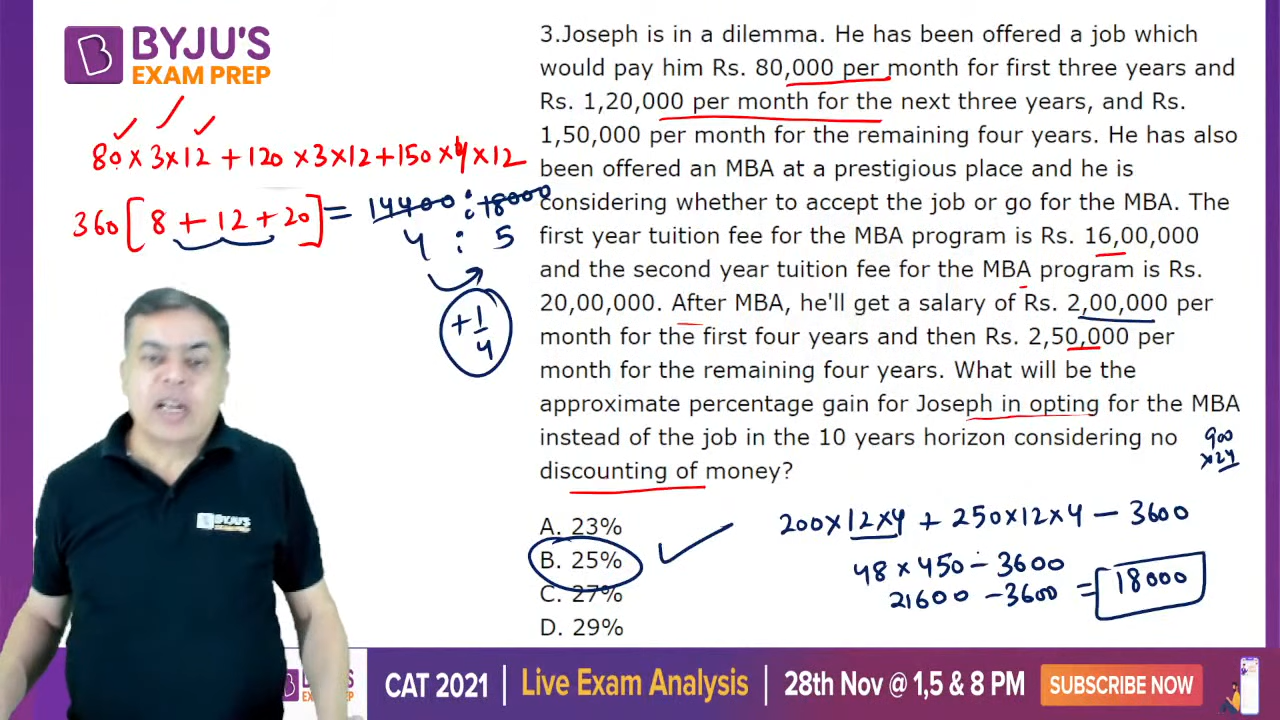 BYJU'S
EXAM PREP
80 × 3 × 12 + 120 × 3 × 12 + 150 × 4 × 12
360 [ 8 + 12 + 20 ] = 14400 : 18000
4 : 5
+ 1/4
3.Joseph is in a dilemma. He has been offered a job which
would pay him Rs. 80,000 per month for first three years and
Rs. 1,20,000 per month for the next three years, and Rs.
1,50,000 per month for the remaining four years. He has also
been offered an MBA at a prestigious place and he is
considering whether to accept the job or go for the MBA. The
first year tuition fee for the MBA program is Rs. 16,00,000
and the second year tuition fee for the MBA program is Rs.
20,00,000. After MBA, he'll get a salary of Rs. 2,00,000 per
month for the first four years and then Rs. 2,50,000 per
month for the remaining four years. What will be the
approximate percentage gain for Joseph in opting for the MBA
instead of the job in the 10 years horizon considering no
discounting of money?
900
×24
A. 23%
B. 25%
C. 27%
D. 29%
200 × 12 × 4 + 250 × 12 × 4 − 3600
48 × 450 − 3600
21600 − 3600 = 18000
BYJU'S
BYJU'S
CAT 2021
Live Exam Analysis
28th Nov @ 1,5 & 8 PM
SUBSCRIBE NOW